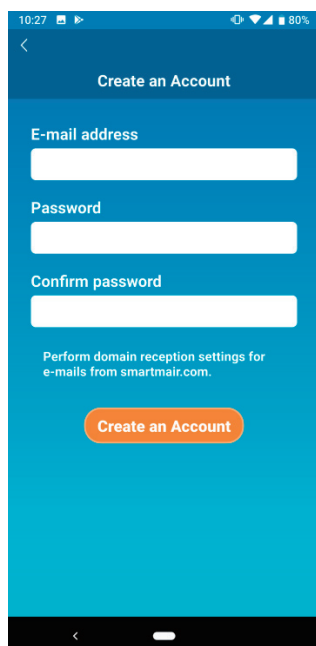 10:27 80%
Create an Account
E-mail address
Password
Confirm password
Perform domain reception settings for
e-mails from smartmair.com.
Create an Account